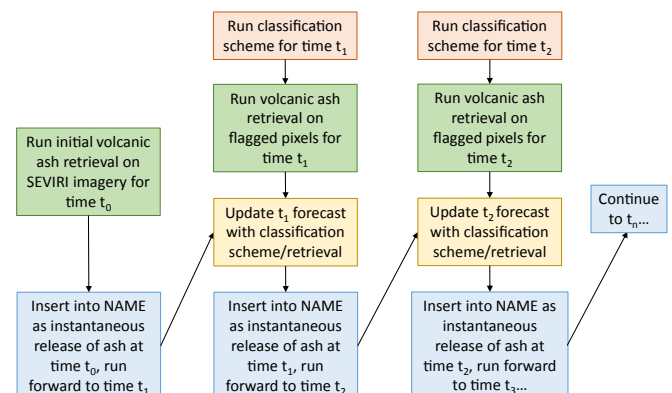 Run classification
scheme for time t₁
Run classification
scheme for time t₂
Run volcanic ash
retrieval on
flagged pixels for
time t₁
Run volcanic ash
retrieval on
flagged pixels for
time t₂
Run initial volcanic
ash retrieval on
SEVIRI imagery for
time t₀
Update t₁ forecast
with classification
scheme/retrieval
Update t₂ forecast
with classification
scheme/retrieval
Continue
to tₙ...
Insert into NAME
as instantaneous
release of ash at
time t₀, run
forward to time t₁
Insert into NAME
as instantaneous
release of ash at
time t₁, run
forward to time t₂
Insert into NAME as
instantaneous
release of ash at
time t₂, run forward
to time t₃...